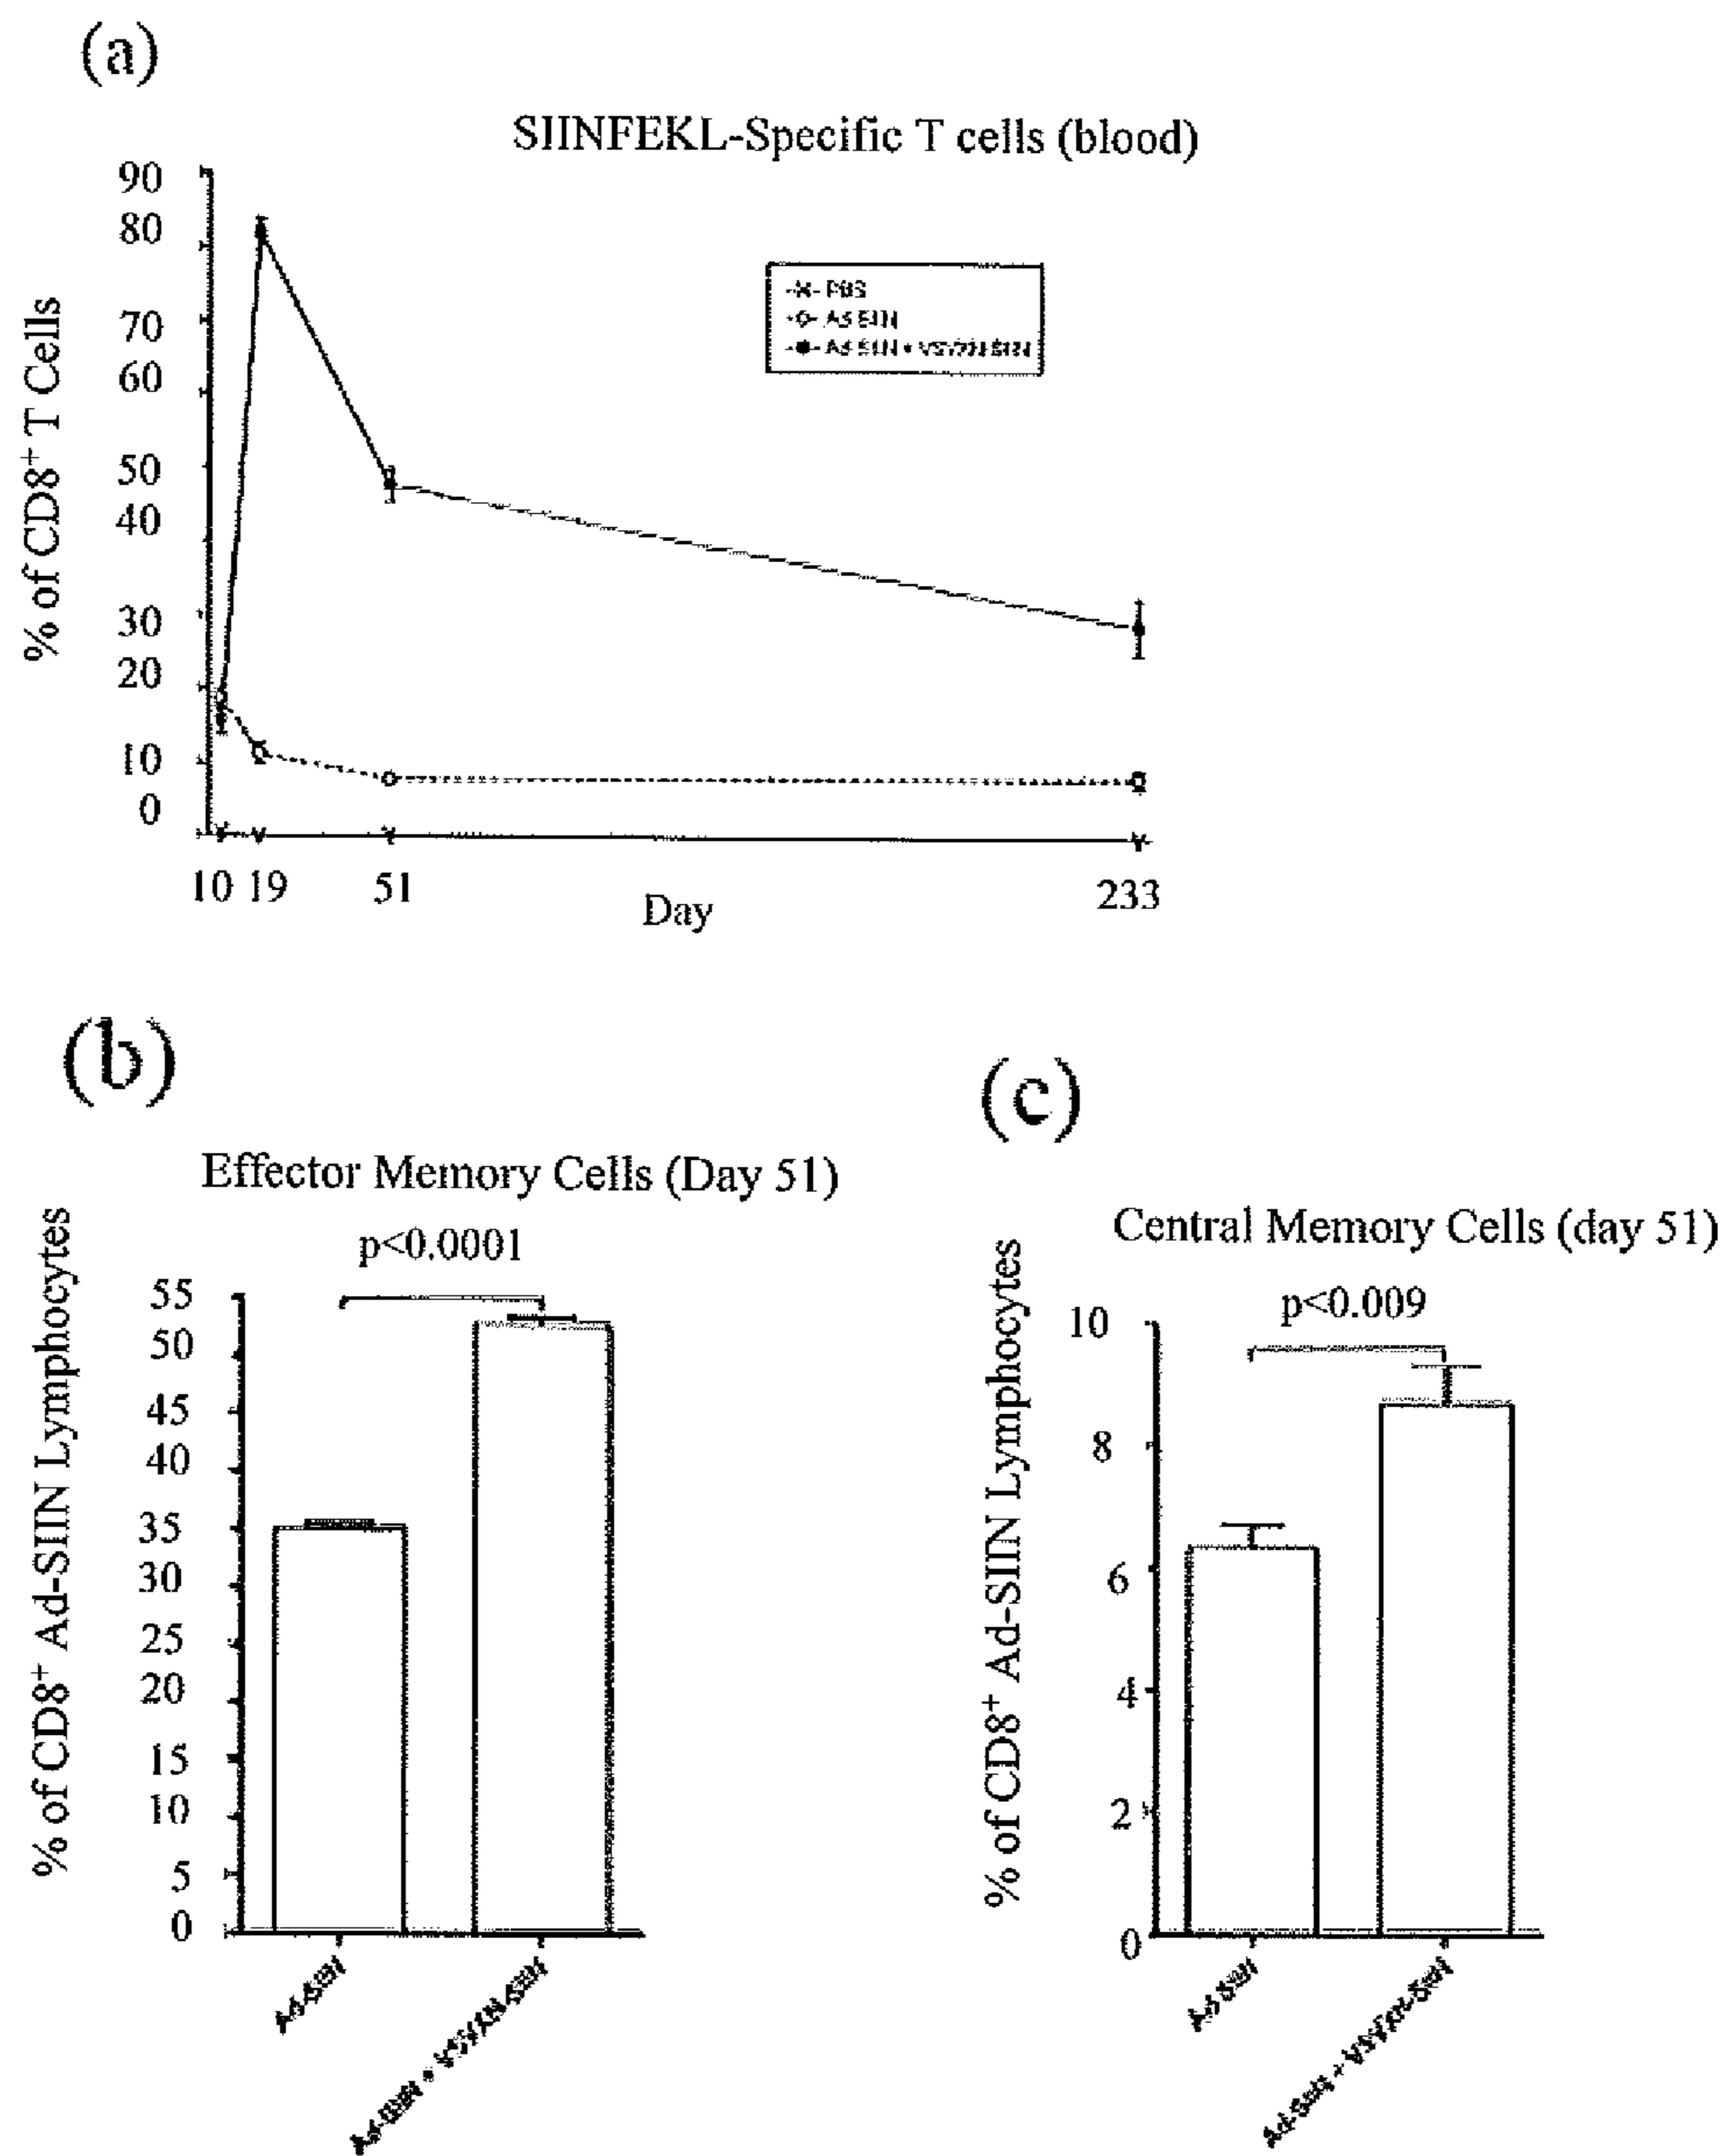 (a)
SIINFEKL-Specific T cells (blood)
% of CD8+ T Cells
90
80
70
60
50
40
30
20
10
0
PBS
10 19 51 233
Day
(b)
Effector Memory Cells (Day 51)
p<0.0001
% of CD8+ Ad-SIIN Lymphocytes
55
50
45
40
35
30
25
20
15
10
5
0
(c)
Central Memory Cells (day 51)
p<0.009
% of CD8+ Ad-SIIN Lymphocytes
10
8
6
4
2
0